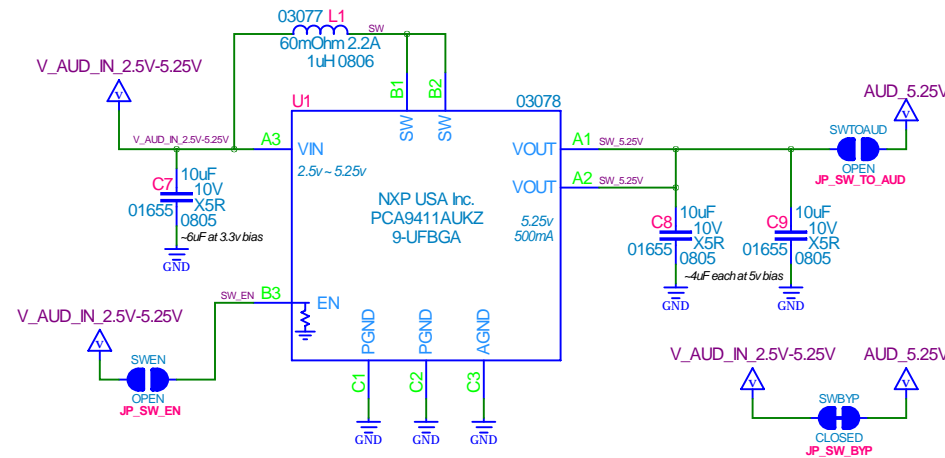 03077 L1
SW
60mOhm 2.2A
1uH 0806
V_AUD_IN_2.5V-5.25V
V
B1
B2
U1
03078
AUD_5.25V
V
SW
SW
V_AUD_IN_2.5V-5.25V
A3
VIN
2.5v ~ 5.25v
VOUT
A1
SW_5.25V
SWTOAUD
OPEN
JP_SW_TO_AUD
VOUT
A2
SW_5.25V
NXP USA Inc.
PCA9411AUKZ
9-UFBGA
5.25v
500mA
C7
10uF
10V
X5R
0805
01655
~6uF at 3.3v bias
GND
C8
10uF
10V
X5R
0805
01655
~4uF each at 5v bias
GND
C9
10uF
10V
X5R
0805
01655
GND
SW_EN
B3
EN
V_AUD_IN_2.5V-5.25V
V
SWEN
OPEN
JP_SW_EN
PGND
PGND
AGND
C1
C2
C3
GND
GND
GND
V_AUD_IN_2.5V-5.25V
AUD_5.25V
V
V
SWBYP
CLOSED
JP_SW_BYP